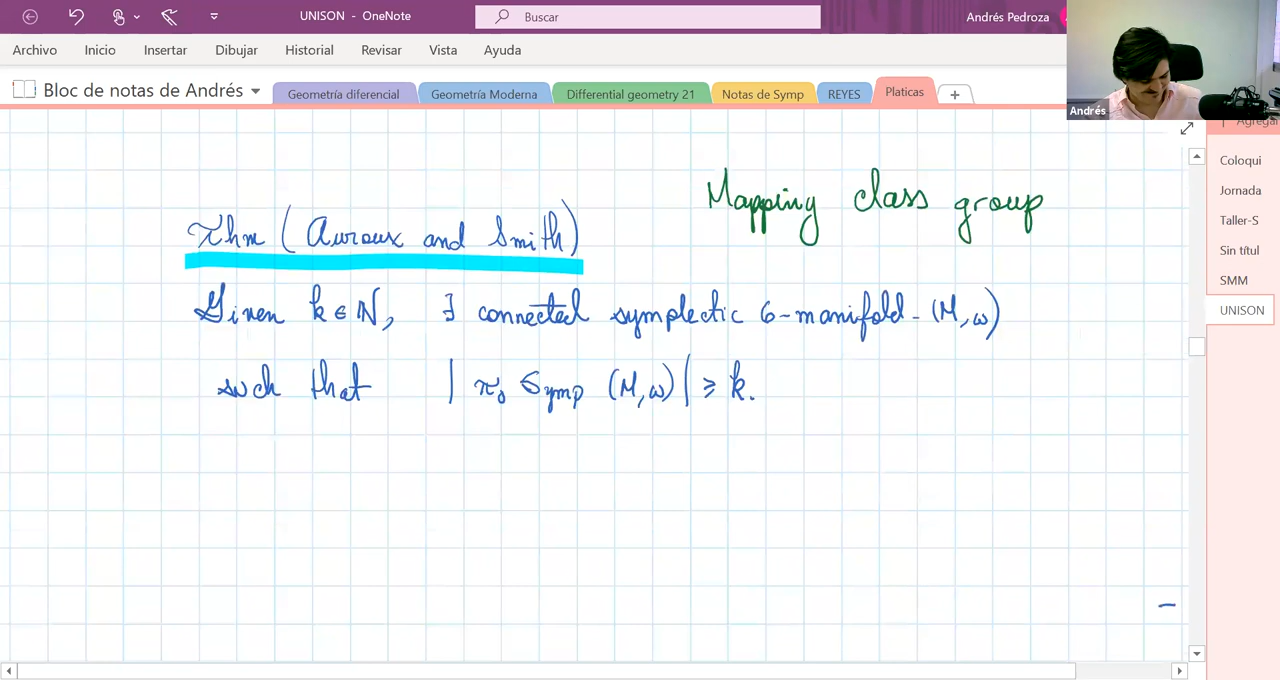 UNISON - OneNote
Buscar
Andrés Pedroza
Archivo Inicio Insertar Dibujar Historial Revisar Vista Ayuda
Bloc de notas de Andrés
Geometría diferencial
Geometría Moderna
Differential geometry 21
Notas de Symp
REYES
Platicas
Andrés
Agregar
Coloqui
Jornada
Taller-S
Sin títul
SMM
UNISON
Mapping class group
Thm (Auroux and Smith)
Given k ∈ ℕ, ∃ connected symplectic 6-manifold - (M, ω)
such that | π₀ Symp (M, ω) | ⩾ k.